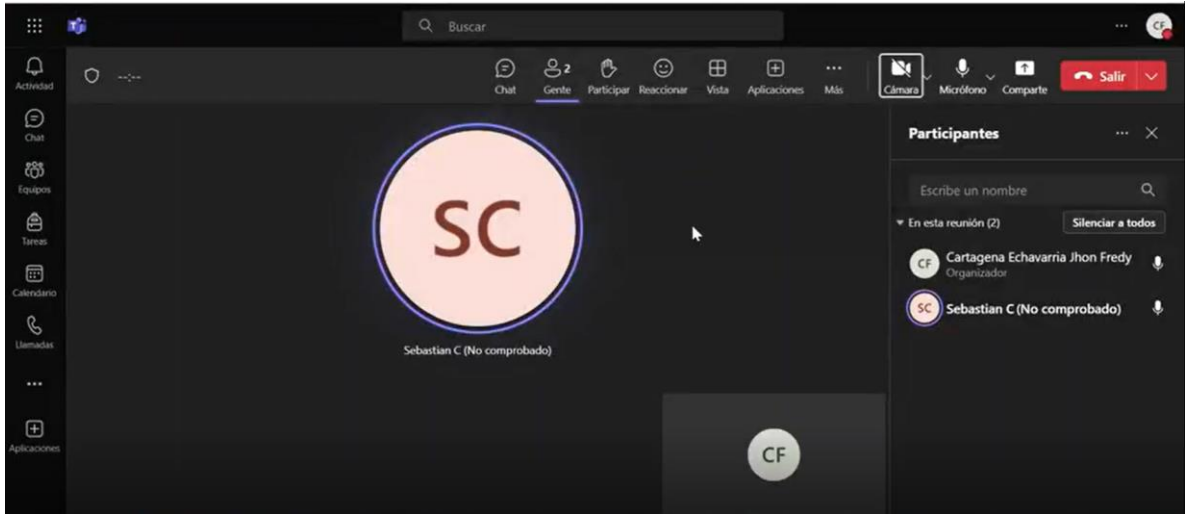 Buscar
CF
Actividad
Chat
Equipos
Tareas
Calendario
Llamadas
Aplicaciones
--:--
Chat
2
Gente
Participar
Reaccionar
Vista
Aplicaciones
Más
Cámara
Micrófono
Comparte
Salir
SC
Sebastian C (No comprobado)
CF
Participantes
Escribe un nombre
En esta reunión (2)
Silenciar a todos
CF
Cartagena Echavarria Jhon Fredy
Organizador
SC
Sebastian C (No comprobado)